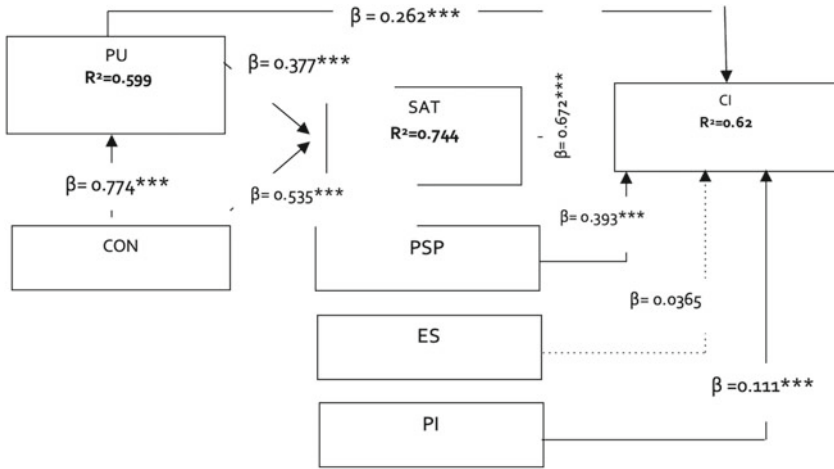 β = 0.262***
PU
R²=0.599
β= 0.377***
SAT
R²=0.744
β= 0.672***
CI
R²=0.62
β= 0.774***
β= 0.535***
CON
PSP
β= 0.393***
ES
β= 0.0365
PI
β =0.111***